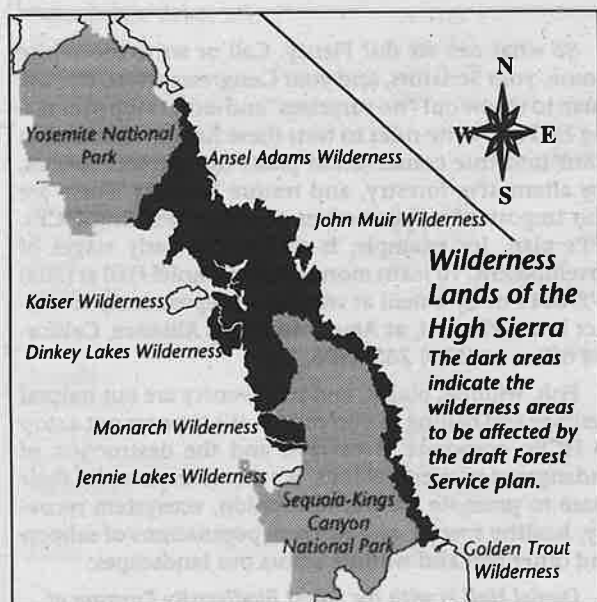 N
W E
S
Yosemite National
Park
Ansel Adams Wilderness
John Muir Wilderness
Wilderness
Lands of the
High Sierra
The dark areas
indicate the
wilderness areas
to be affected by
the draft Forest
Service plan.
Kaiser Wilderness
Dinkey Lakes Wilderness
Monarch Wilderness
Jennie Lakes Wilderness
Sequoia-Kings
Canyon
National Park
Golden Trout
Wilderness